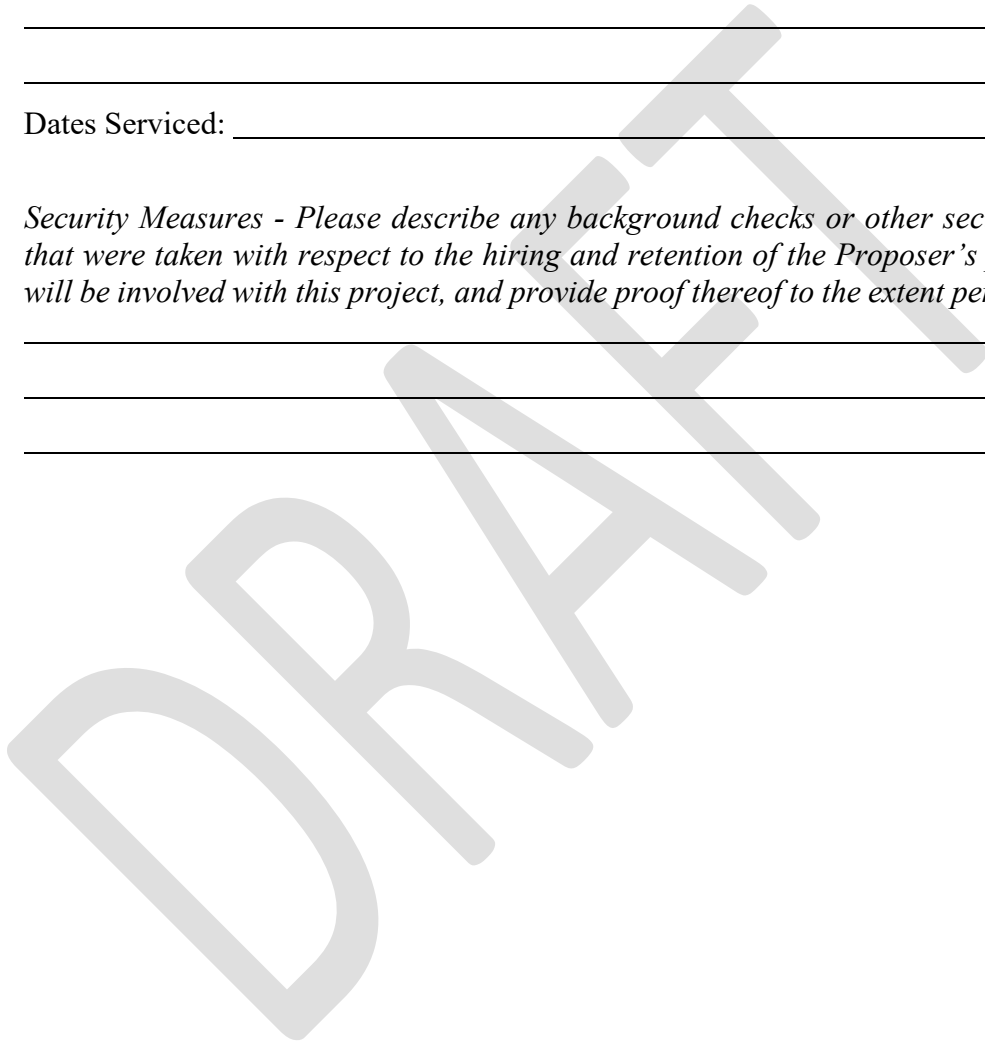 Dates Serviced:
Security Measures - Please describe any background checks or other sec
that were taken with respect to the hiring and retention of the Proposer’s
will be involved with this project, and provide proof thereof to the extent per
DRAFT